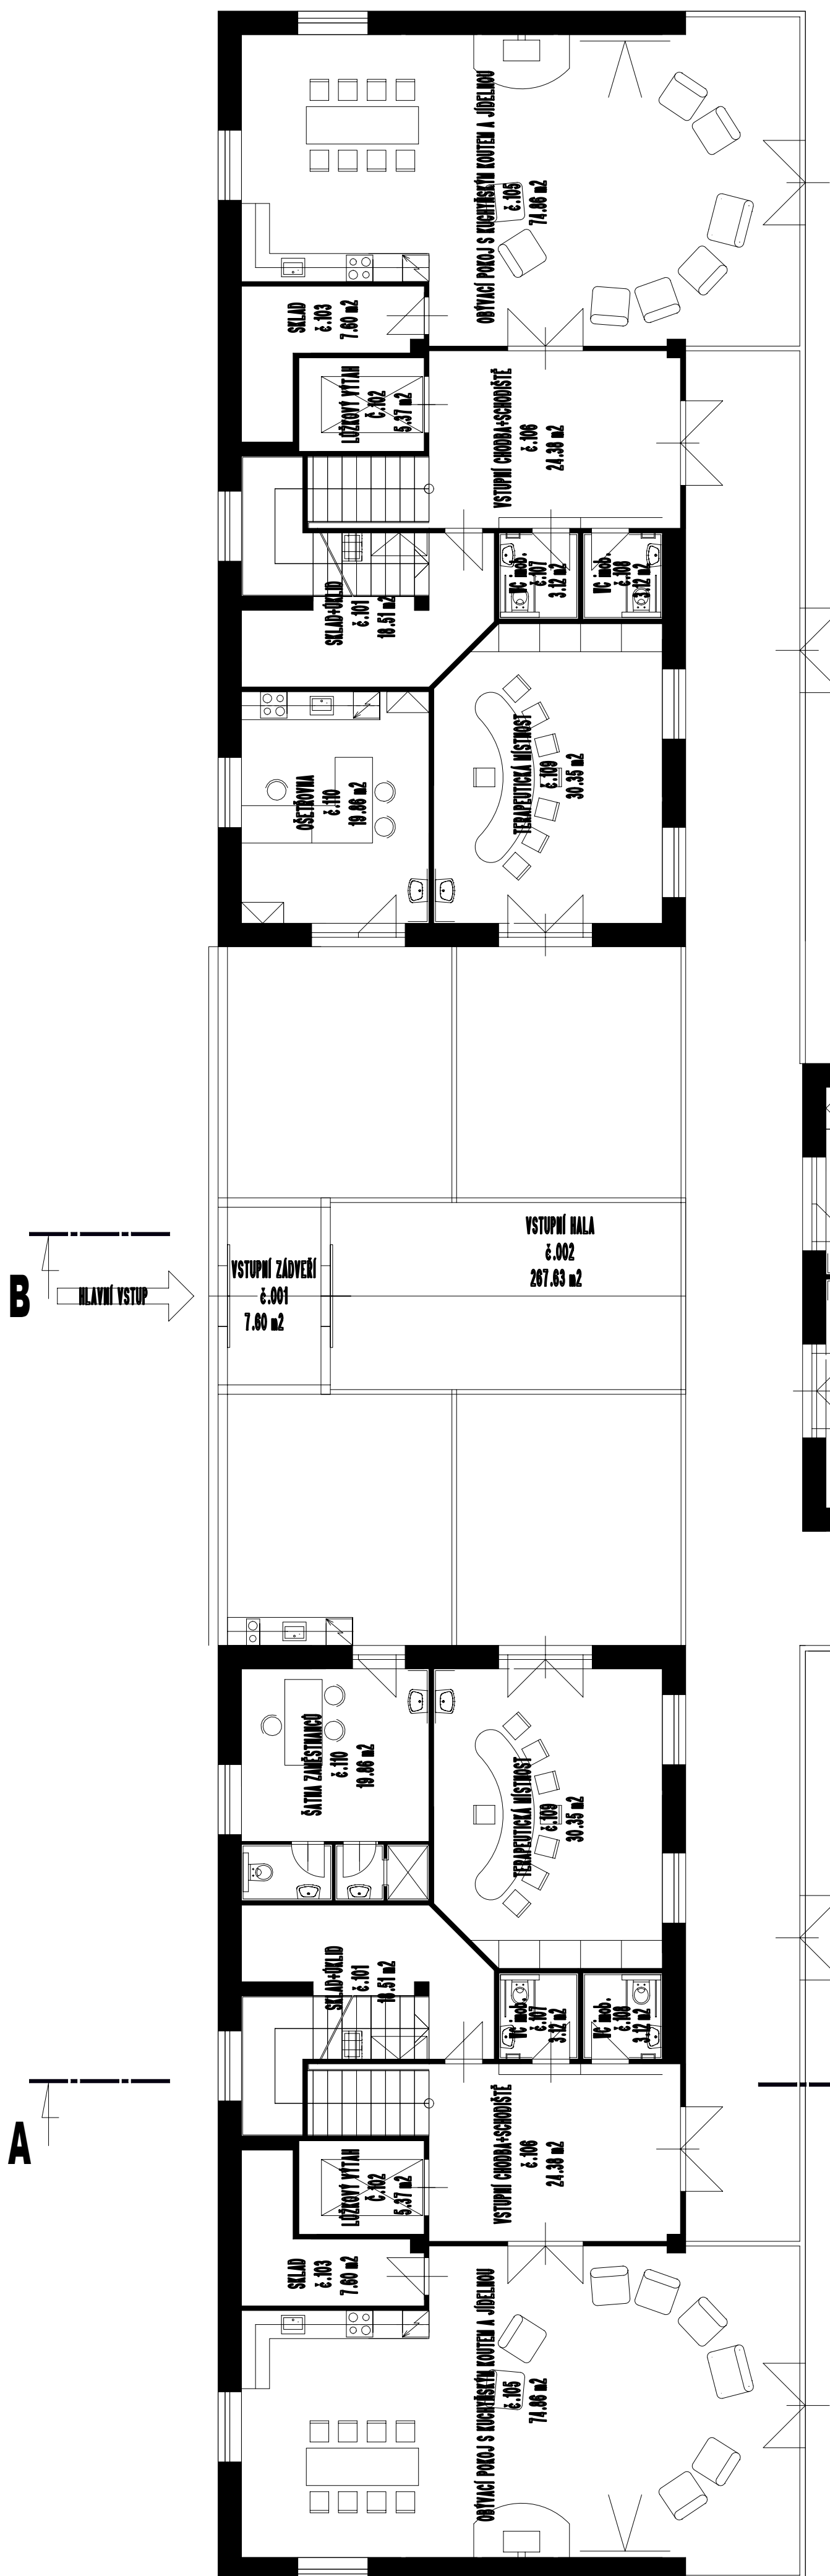 OBÝVACÍ POKOJ S KUCHYŇSKÝM KOUTEM A JÍDELNOU
č.105
74.86 m2
SKLAD
č.103
7.60 m2
LŮŽKOVÝ VÝTAH
č.102
5.37 m2
VSTUPNÍ CHODBA+SCHODIŠTĚ
č.106
24.38 m2
SKLAD+ÚKLID
č.101
18.51 m2
WC imob.
č.107
3.12 m2
WC imob.
č.108
3.12 m2
OŠETŘOVNA
č.110
19.86 m2
TERAPEUTICKÁ MÍSTNOST
č.109
30.35 m2
B
HLAVNÍ VSTUP
VSTUPNÍ ZÁDVEŘÍ
č.001
7.60 m2
VSTUPNÍ HALA
č.002
267.63 m2
ŠATNA ZAMĚSTNANCŮ
č.110
19.86 m2
TERAPEUTICKÁ MÍSTNOST
č.109
30.35 m2
SKLAD+ÚKLID
č.101
18.51 m2
WC imob.
č.107
3.12 m2
WC imob.
č.108
3.12 m2
A
VSTUPNÍ CHODBA+SCHODIŠTĚ
č.106
24.38 m2
LŮŽKOVÝ VÝTAH
č.102
5.37 m2
SKLAD
č.103
7.60 m2
OBÝVACÍ POKOJ S KUCHYŇSKÝM KOUTEM A JÍDELNOU
č.105
74.86 m2